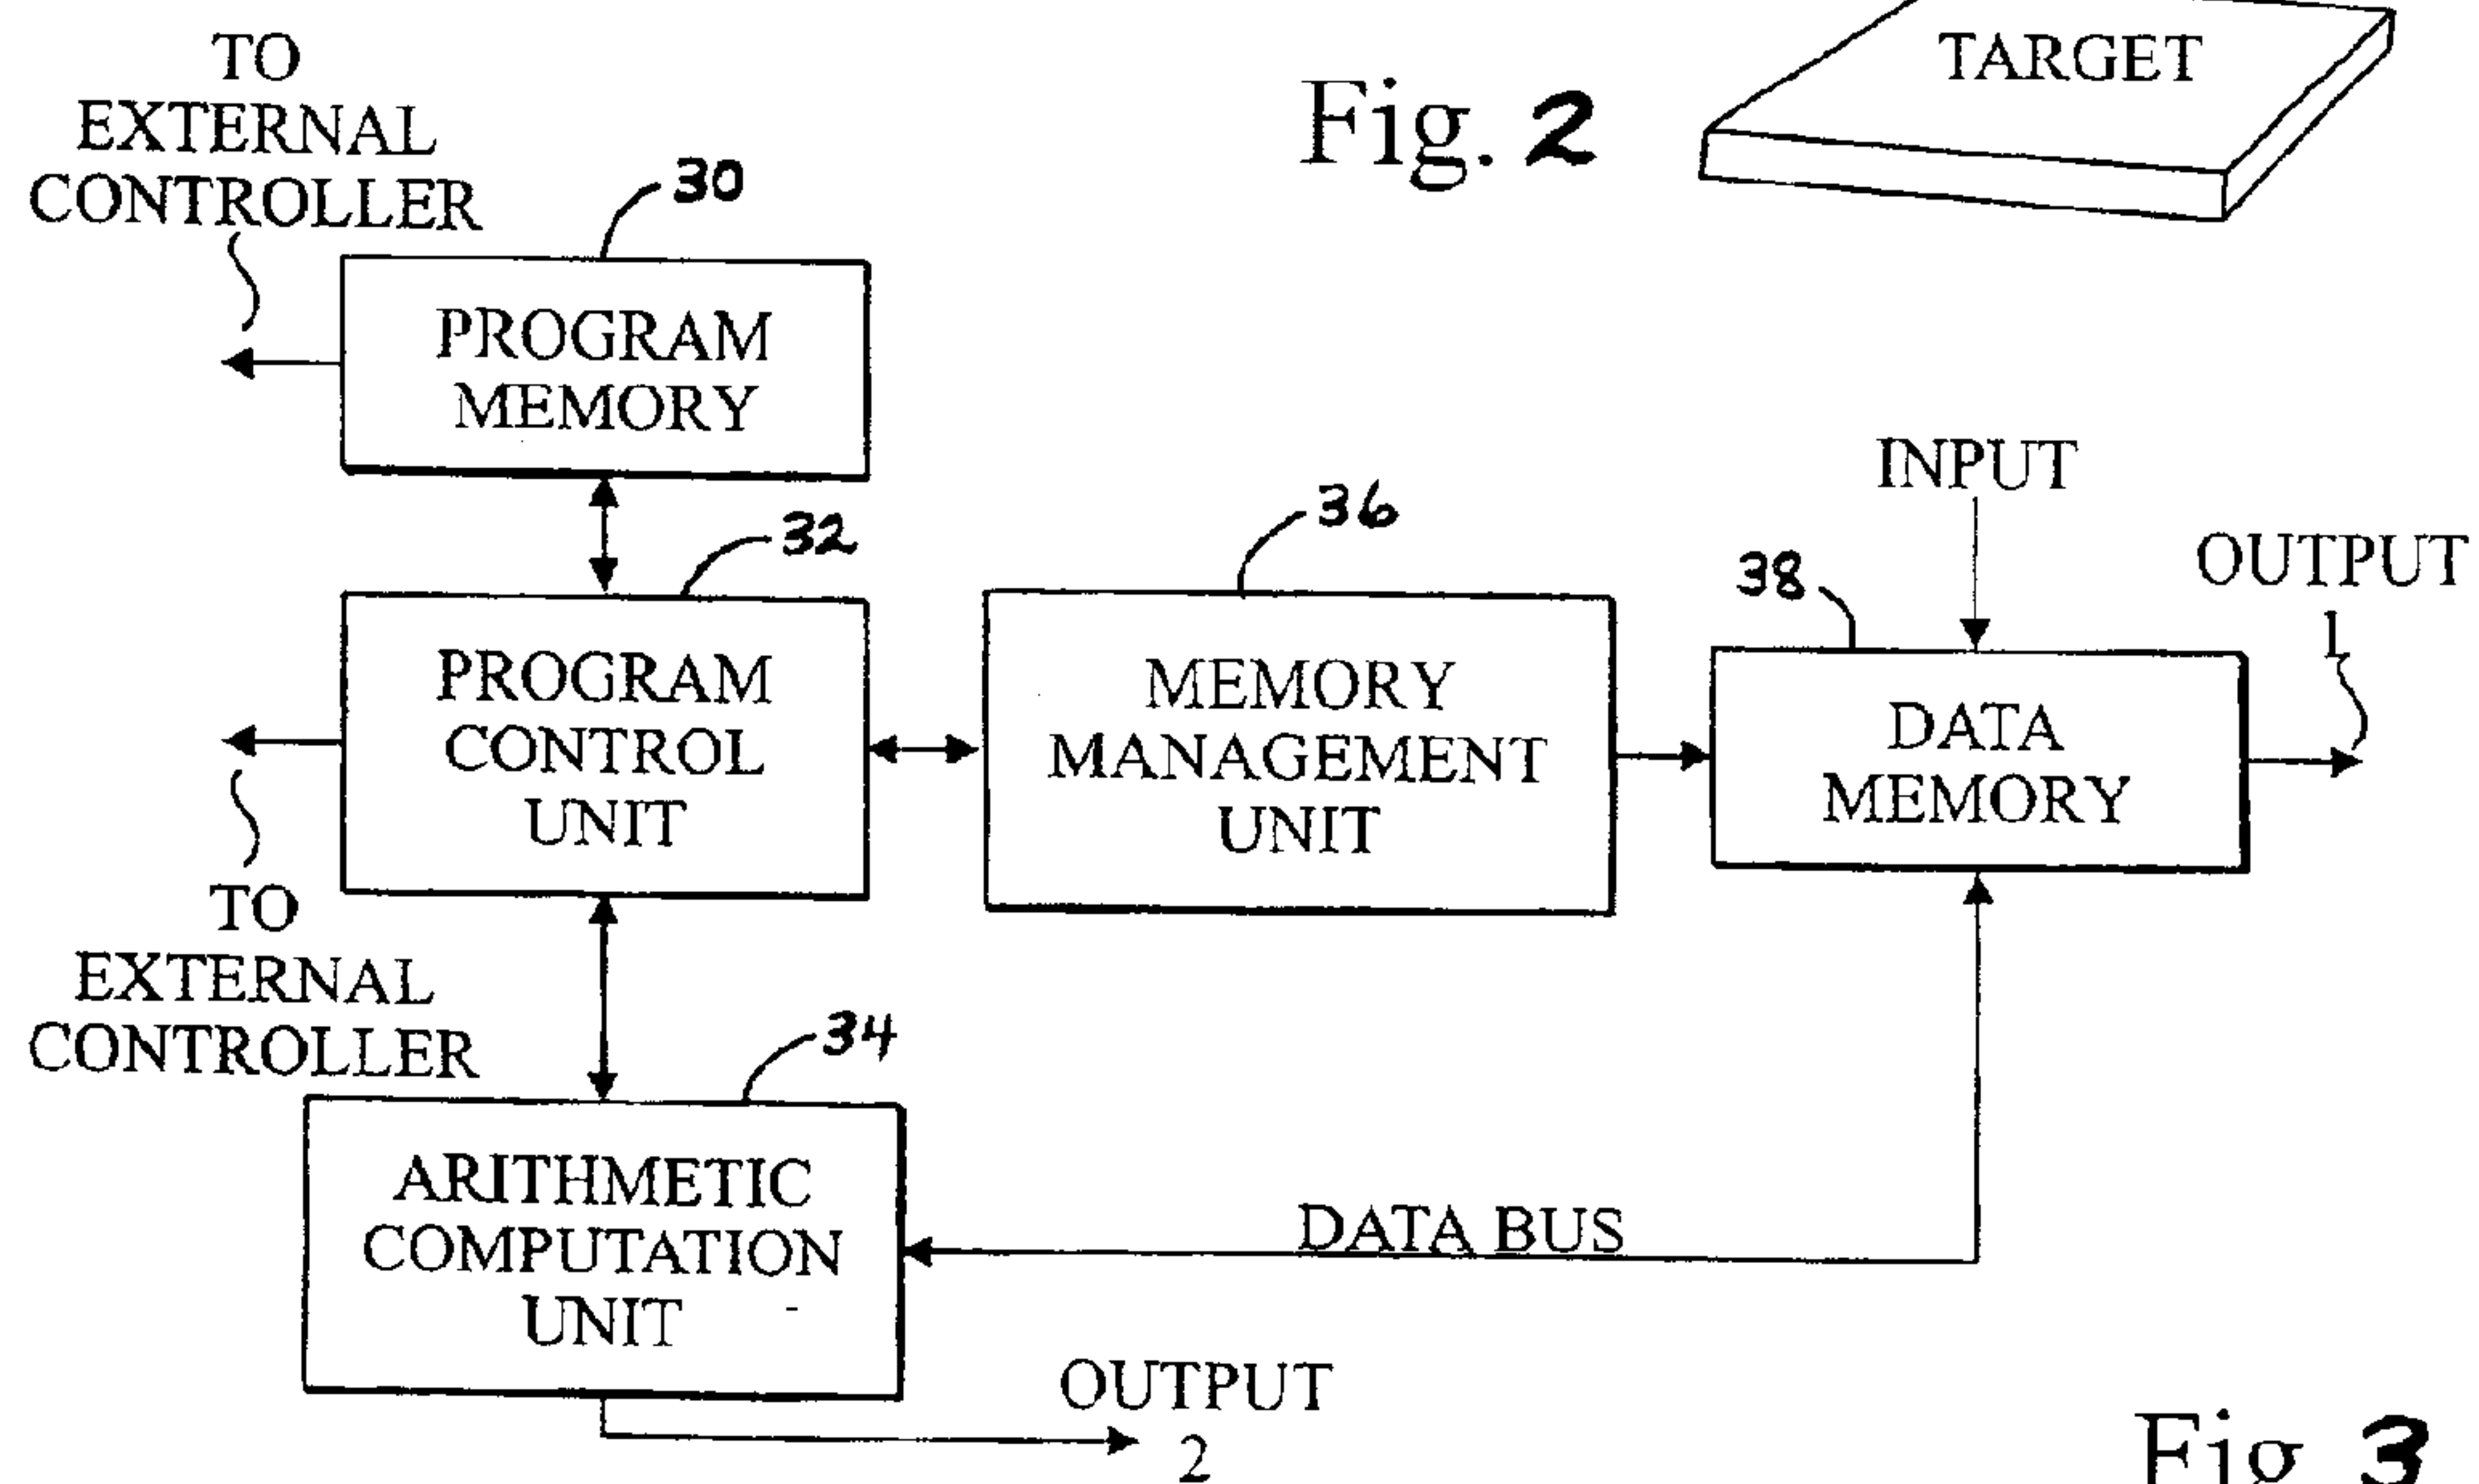 TO
EXTERNAL
CONTROLLER
Fig. 2
TARGET
30
PROGRAM
MEMORY
32
PROGRAM
CONTROL
UNIT
36
MEMORY
MANAGEMENT
UNIT
INPUT
OUTPUT
1
38
DATA
MEMORY
TO
EXTERNAL
CONTROLLER
34
ARITHMETIC
COMPUTATION
UNIT
DATA BUS
OUTPUT
2
Fig 3